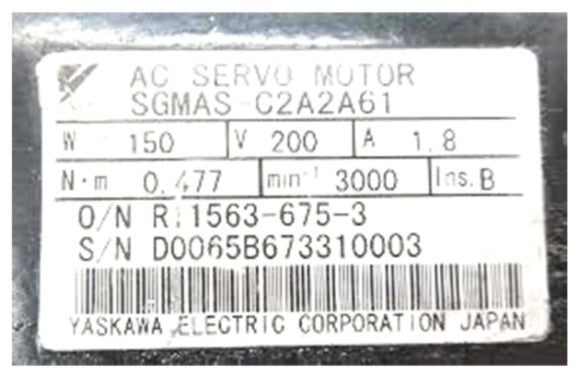 AC SERVO MOTOR
SGMAS-C2A2A61
W 150 V 200 A 1.8
N·m 0.477 min⁻¹ 3000 Ins. B
O/N R11563-675-3
S/N D0065B673310003
YASKAWA ELECTRIC CORPORATION JAPAN